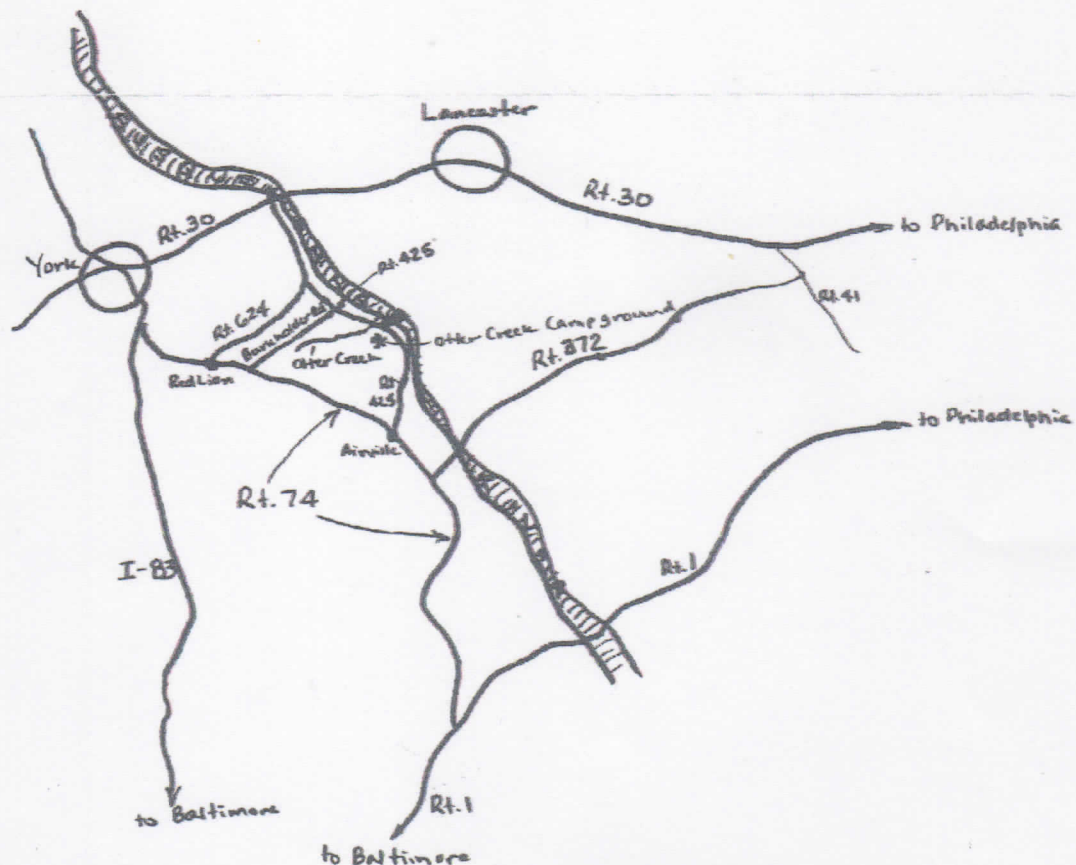 Lancaster
Rt.30
to Philadelphia
Rt.30
York
Rt.425
Rt.41
Rt.624
Burkholder Rd
Otter Creek Campground
Otter Creek
Rt.372
Red Lion
Rt
425
to Philadelphia
Airville
Rt.74
I-83
Rt.1
to Baltimore
Rt.1
to Baltimore